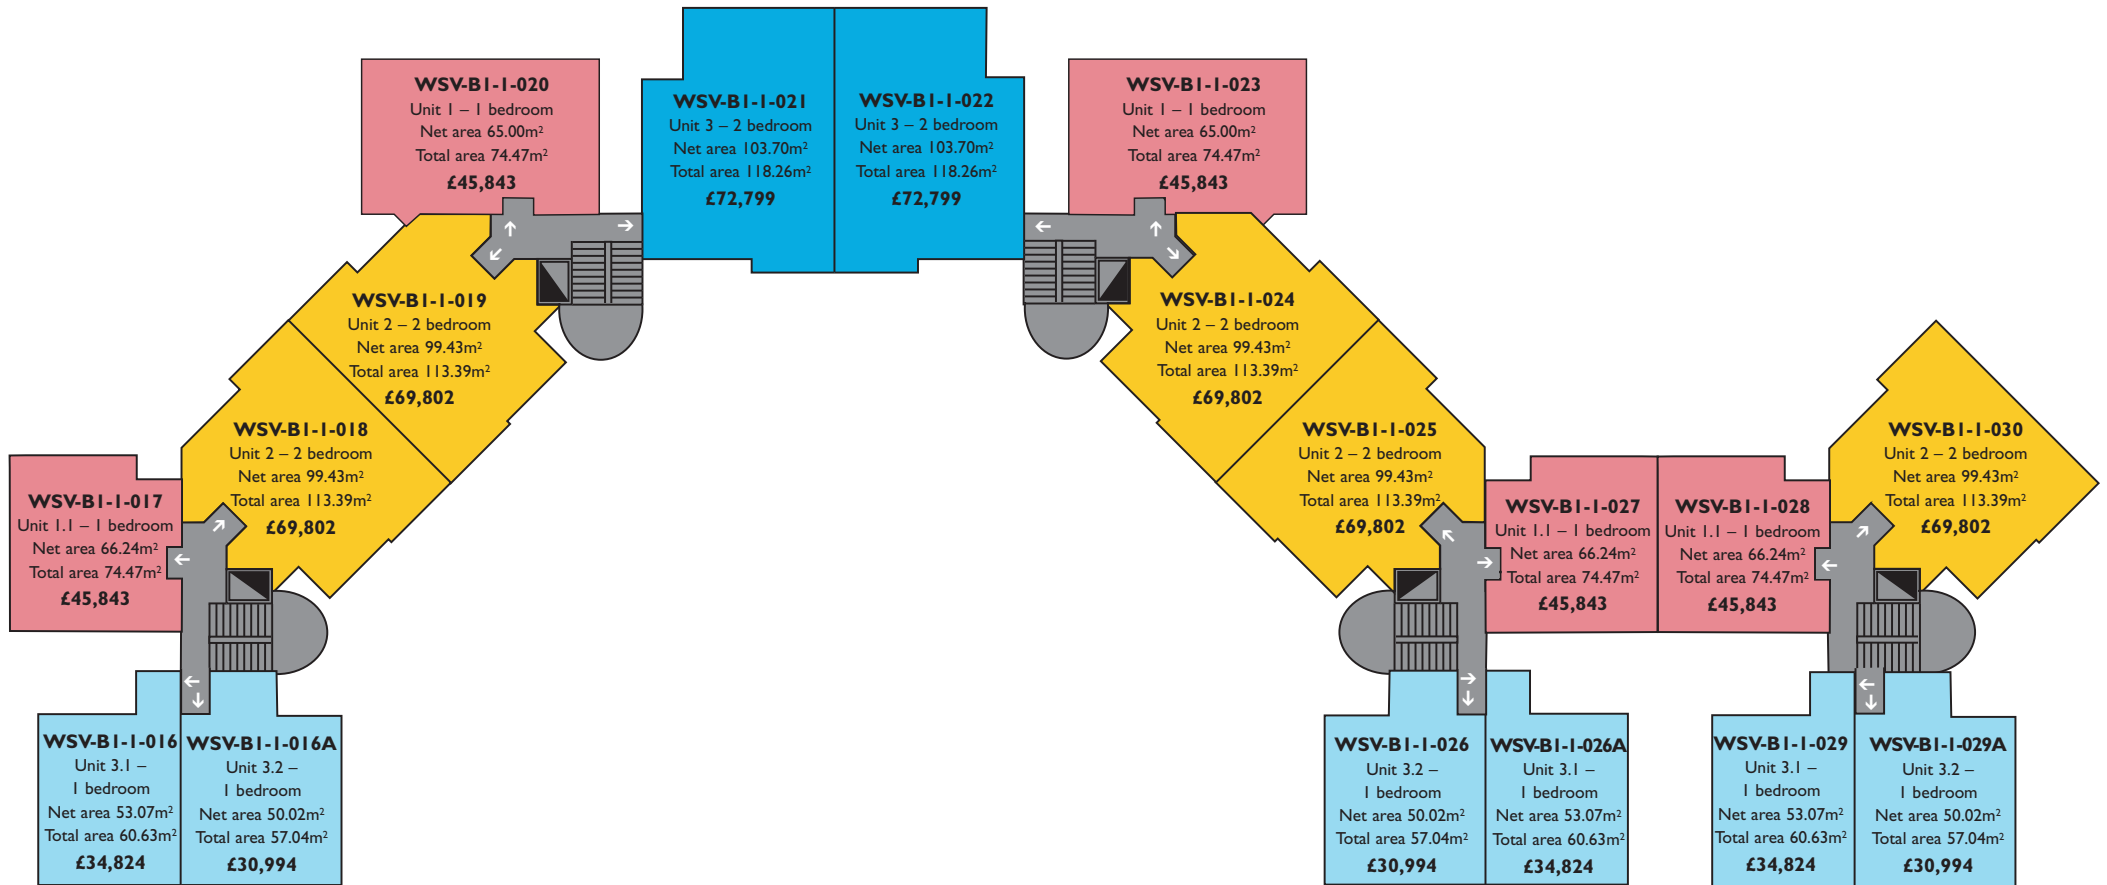 WSV-B1-1-020
Unit 1 – 1 bedroom
Net area 65.00m²
Total area 74.47m²
£45,843
WSV-B1-1-021
Unit 3 – 2 bedroom
Net area 103.70m²
Total area 118.26m²
£72,799
WSV-B1-1-022
Unit 3 – 2 bedroom
Net area 103.70m²
Total area 118.26m²
£72,799
WSV-B1-1-023
Unit 1 – 1 bedroom
Net area 65.00m²
Total area 74.47m²
£45,843
WSV-B1-1-019
Unit 2 – 2 bedroom
Net area 99.43m²
Total area 113.39m²
£69,802
WSV-B1-1-024
Unit 2 – 2 bedroom
Net area 99.43m²
Total area 113.39m²
£69,802
WSV-B1-1-018
Unit 2 – 2 bedroom
Net area 99.43m²
Total area 113.39m²
£69,802
WSV-B1-1-025
Unit 2 – 2 bedroom
Net area 99.43m²
Total area 113.39m²
£69,802
WSV-B1-1-030
Unit 2 – 2 bedroom
Net area 99.43m²
Total area 113.39m²
£69,802
WSV-B1-1-017
Unit 1.1 – 1 bedroom
Net area 66.24m²
Total area 74.47m²
£45,843
WSV-B1-1-027
Unit 1.1 – 1 bedroom
Net area 66.24m²
Total area 74.47m²
£45,843
WSV-B1-1-028
Unit 1.1 – 1 bedroom
Net area 66.24m²
Total area 74.47m²
£45,843
WSV-B1-1-016
Unit 3.1 –
1 bedroom
Net area 53.07m²
Total area 60.63m²
£34,824
WSV-B1-1-016A
Unit 3.2 –
1 bedroom
Net area 50.02m²
Total area 57.04m²
£30,994
WSV-B1-1-026
Unit 3.2 –
1 bedroom
Net area 50.02m²
Total area 57.04m²
£30,994
WSV-B1-1-026A
Unit 3.1 –
1 bedroom
Net area 53.07m²
Total area 60.63m²
£34,824
WSV-B1-1-029
Unit 3.1 –
1 bedroom
Net area 53.07m²
Total area 60.63m²
£34,824
WSV-B1-1-029A
Unit 3.2 –
1 bedroom
Net area 50.02m²
Total area 57.04m²
£30,994